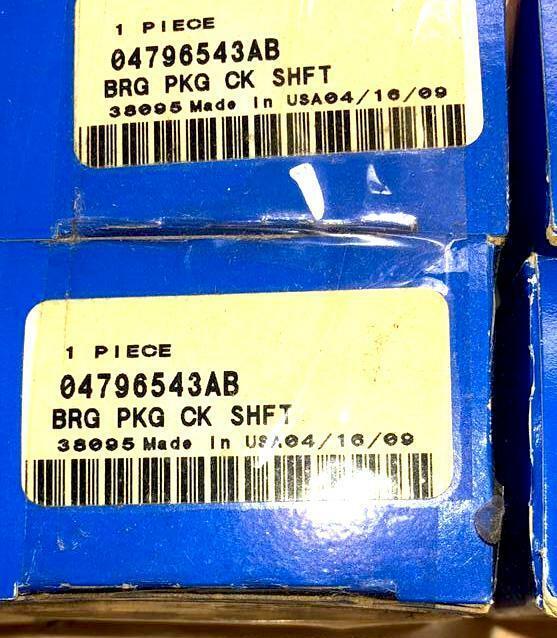 1 PIECE
04796543AB
BRG PKG CK SHFT
38095 Made in USA04/16/09
1 PIECE
04796543AB
BRG PKG CK SHFT
38095 Made in USA04/16/09